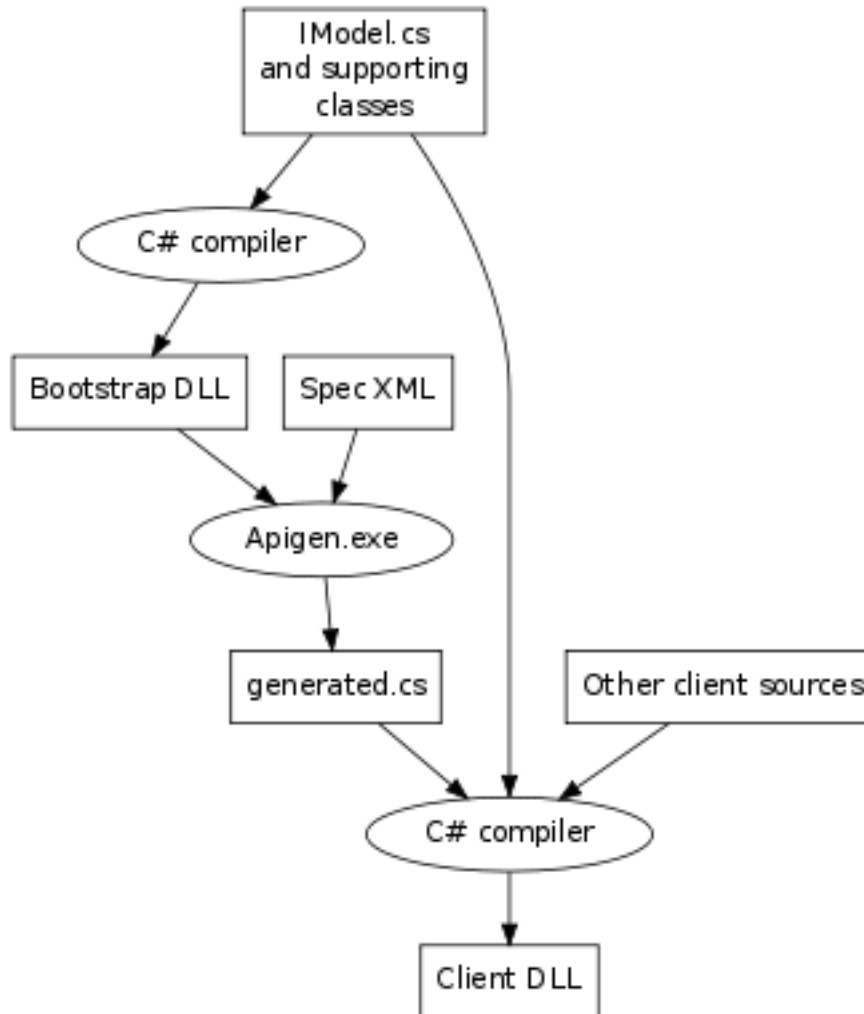 IModel.cs
and supporting
classes
C# compiler
Bootstrap DLL
Spec XML
Apigen.exe
generated.cs
Other client sources
C# compiler
Client DLL